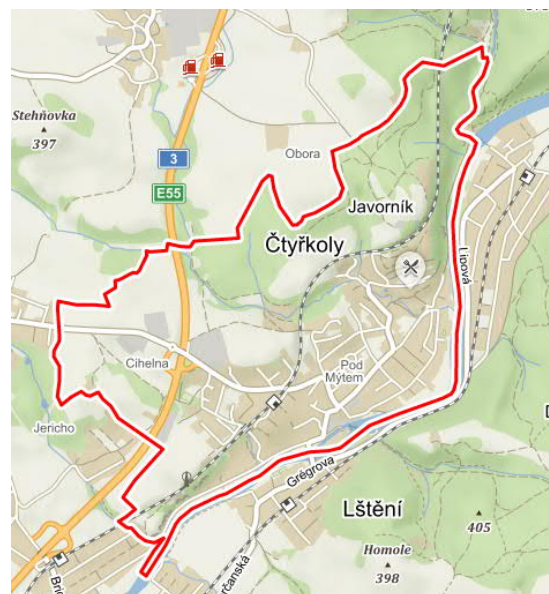 Stehňovka
397
3
E55
Obora
Javorník
Čtyřkoly
Lipová
Cihelna
Pod
Mýtem
Jericho
Grégrova
Lštění
405
Homole
398